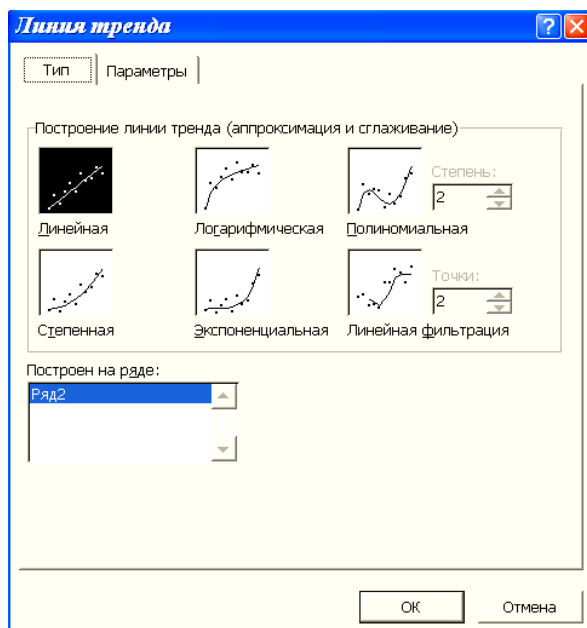 Линия тренда
Тип Параметры
Построение линии тренда (аппроксимация и сглаживание)
Степень:
2
Линейная Логарифмическая Полиномиальная
Точки:
2
Степенная Экспоненциальная Линейная фильтрация
Построен на ряде:
Ряд2
ОК Отмена